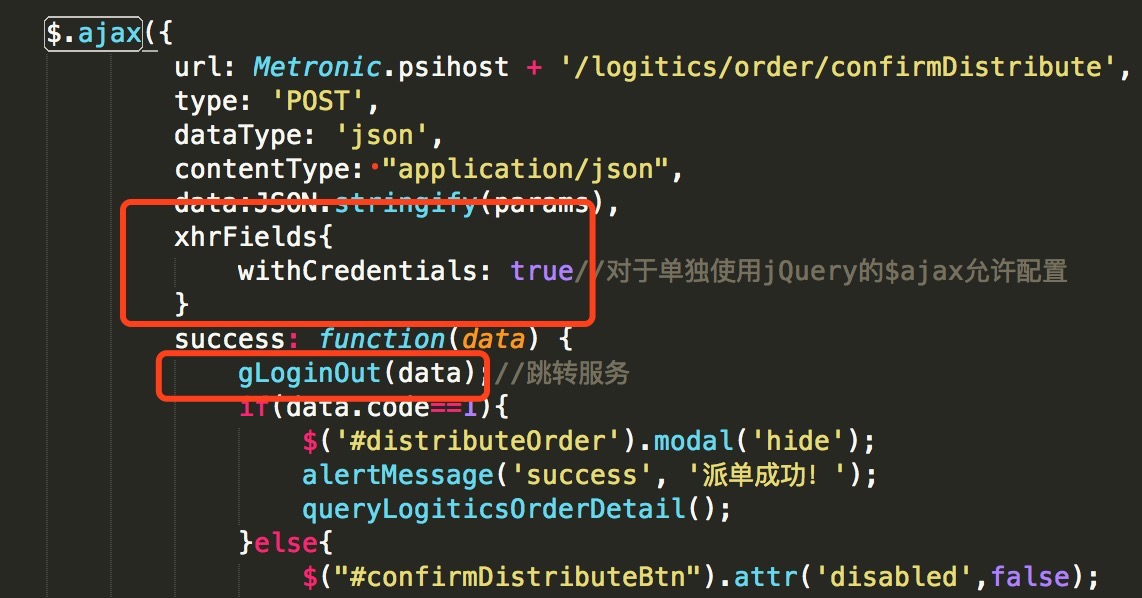 $.ajax({
url: Metronic.psihost + '/logitics/order/confirmDistribute',
type: 'POST',
dataType: 'json',
contentType: "application/json",
data:JSON.stringify(params),
xhrFields{
withCredentials: true//对于单独使用jQuery的$ajax允许配置
}
success: function(data) {
gLoginOut(data);//跳转服务
if(data.code==1){
$('#distributeOrder').modal('hide');
alertMessage('success', '派单成功！');
queryLogiticsOrderDetail();
}else{
$("#confirmDistributeBtn").attr('disabled',false);